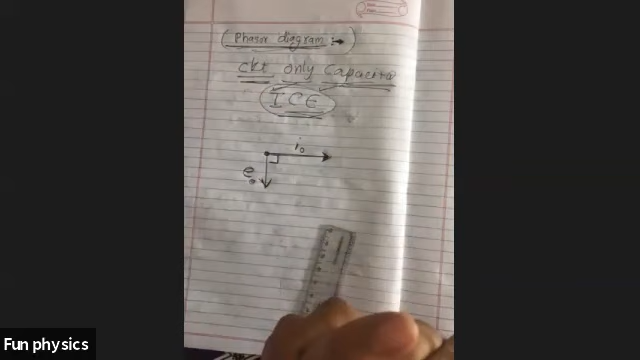 (Phasor diagram :→)
ckt only Capacitor
ICE
i₀
e₀
Fun physics